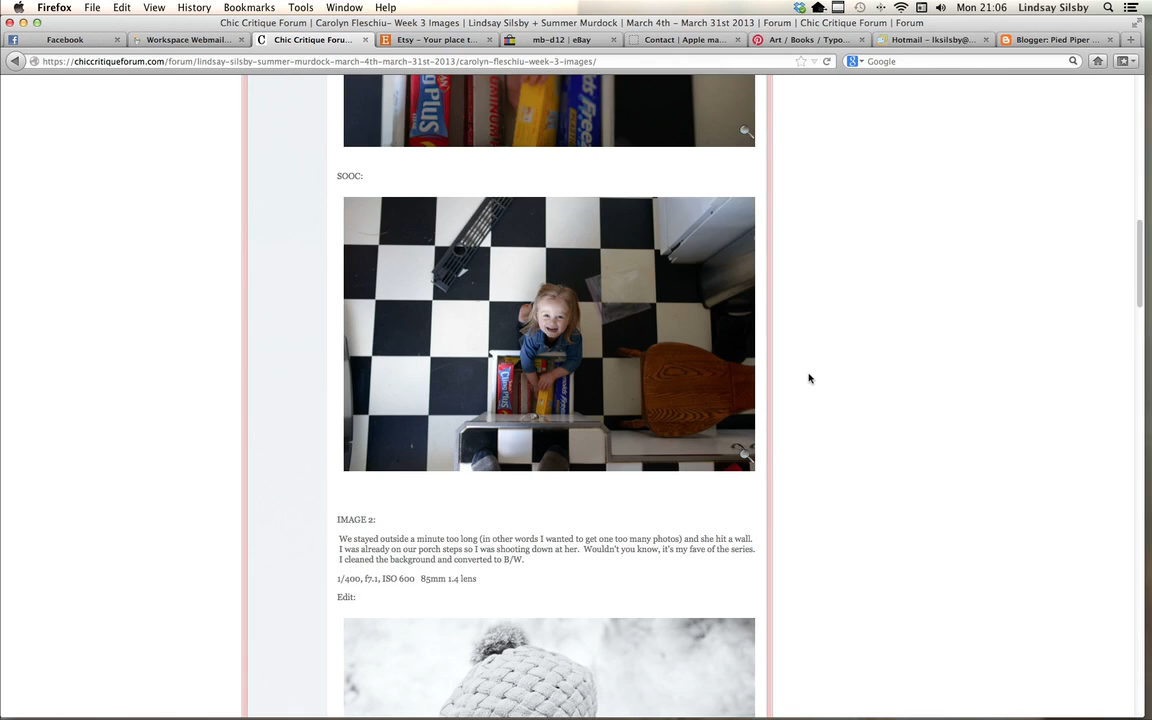 Firefox File Edit View History Bookmarks Tools Window Help Mon 21:06 Lindsay Silsby
Chic Critique Forum | Carolyn Fleschiu- Week 3 Images | Lindsay Silsby + Summer Murdock | March 4th – March 31st 2013 | Forum | Chic Critique Forum | Forum
Facebook Workspace Webmail... Chic Critique Foru... Etsy – Your place t... mb-d12 | eBay Contact | Apple ma... Art / Books / Typo... Hotmail – lksilsby@... Blogger: Pied Piper ...
https://chiccritiqueforum.com/forum/lindsay-silsby-summer-murdock-march-4th-march-31st-2013/carolyn-fleschiu-week-3-images/ Google
SOOC:
IMAGE 2:
We stayed outside a minute too long (in other words I wanted to get one too many photos) and she hit a wall.
I was already on our porch steps so I was shooting down at her. Wouldn't you know, it's my fave of the series.
I cleaned the background and converted to B/W.
1/400, f7.1, ISO 600 85mm 1.4 lens
Edit: